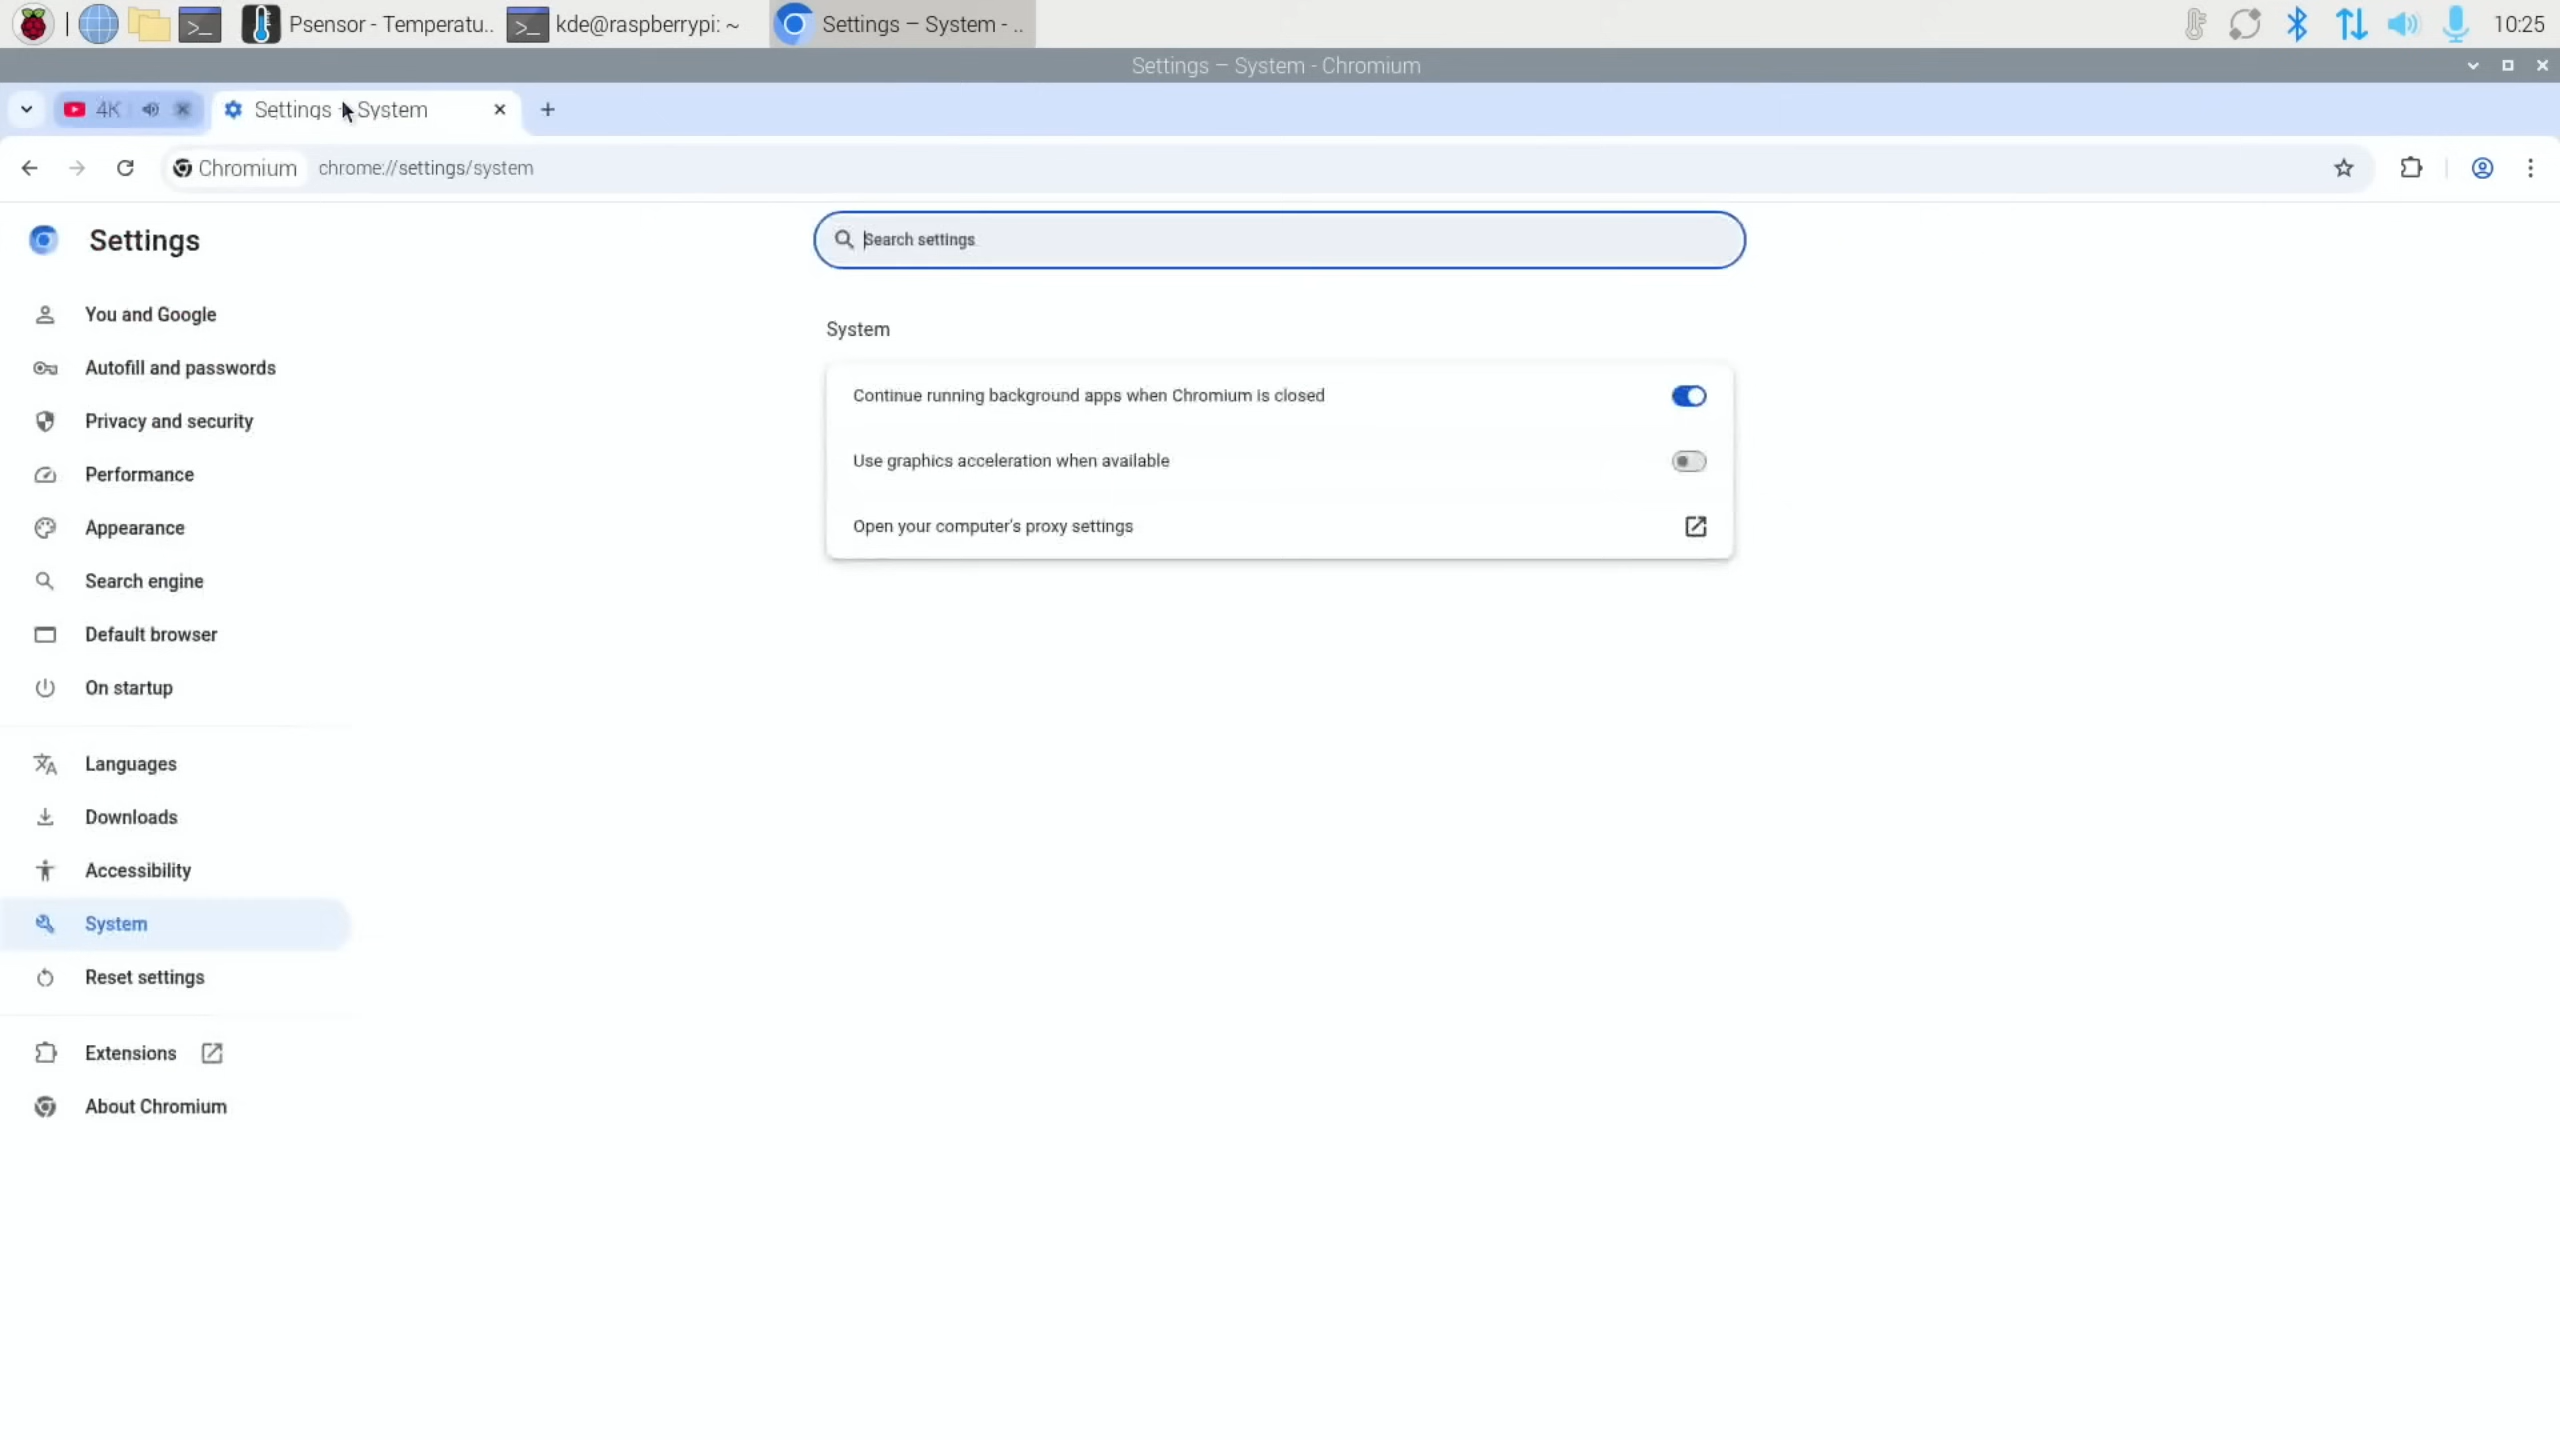 Psensor - Temperatu..
kde@raspberrypi: ~
Settings – System - ..
10:25
Settings – System - Chromium
4K
Settings - System
Chromium
chrome://settings/system
Settings
Search settings
You and Google
Autofill and passwords
Privacy and security
Performance
Appearance
Search engine
Default browser
On startup
Languages
Downloads
Accessibility
System
Reset settings
Extensions
About Chromium
System
Continue running background apps when Chromium is closed
Use graphics acceleration when available
Open your computer's proxy settings